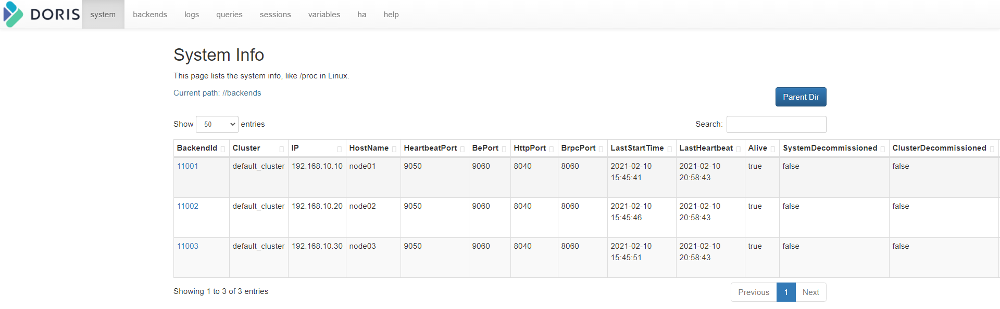 DORIS system backends logs queries sessions variables ha help
System Info
This page lists the system info, like /proc in Linux.
Current path: //backends
Parent Dir
Show 50 entries Search:
BackendId Cluster IP HostName HeartbeatPort BePort HttpPort BrpcPort LastStartTime LastHeartbeat Alive SystemDecommissioned ClusterDecommissioned
11001 default_cluster 192.168.10.10 node01 9050 9060 8040 8060 2021-02-10 2021-02-10 true false false
15:45:41 20:58:43
11002 default_cluster 192.168.10.20 node02 9050 9060 8040 8060 2021-02-10 2021-02-10 true false false
15:45:46 20:58:43
11003 default_cluster 192.168.10.30 node03 9050 9060 8040 8060 2021-02-10 2021-02-10 true false false
15:45:51 20:58:43
Showing 1 to 3 of 3 entries Previous 1 Next